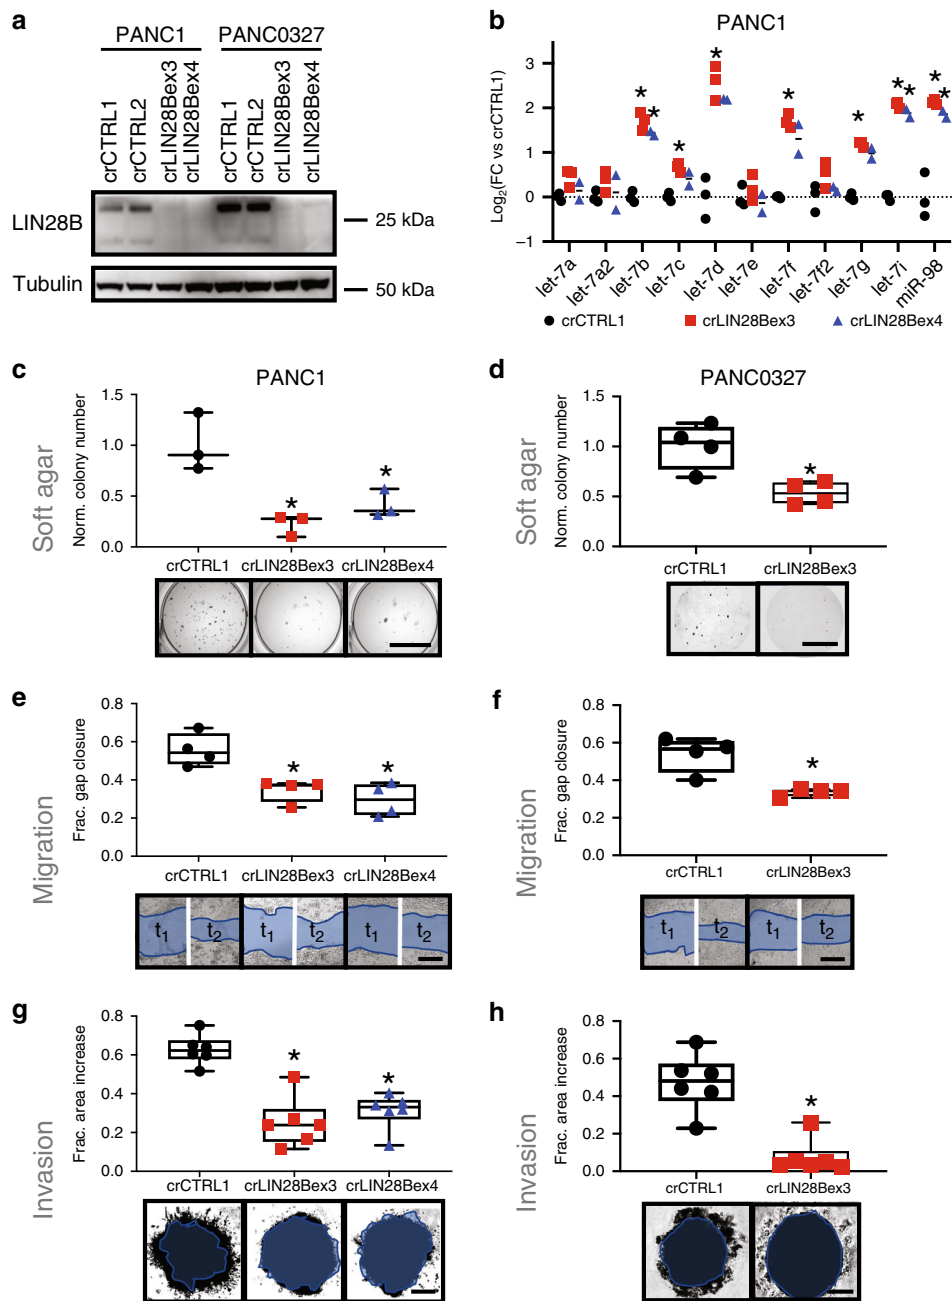 a
PANC1 PANC0327
crCTRL1 crCTRL2 crLIN28Bex3 crLIN28Bex4 crCTRL1 crCTRL2 crLIN28Bex3 crLIN28Bex4
LIN28B
25 kDa
Tubulin
50 kDa
b
PANC1
Log2(FC vs crCTRL1)
3
2
1
0
–1
let-7a let-7a2 let-7b let-7c let-7d let-7e let-7f let-7f2 let-7g let-7i miR-98
* * * * * * * * * *
crCTRL1 crLIN28Bex3 crLIN28Bex4
c
PANC1
Soft agar
Norm. colony number
1.5
1.0
0.5
0.0
* *
crCTRL1 crLIN28Bex3 crLIN28Bex4
d
PANC0327
Soft agar
Norm. colony number
1.5
1.0
0.5
0.0
*
crCTRL1 crLIN28Bex3
e
Migration
Frac. gap closure
0.8
0.6
0.4
0.2
0.0
* *
crCTRL1 crLIN28Bex3 crLIN28Bex4
t1 t2 t1 t2 t1 t2
f
Migration
Frac. gap closure
0.8
0.6
0.4
0.2
0.0
*
crCTRL1 crLIN28Bex3
t1 t2 t1 t2
g
Invasion
Frac. area increase
0.8
0.6
0.4
0.2
0.0
* *
crCTRL1 crLIN28Bex3 crLIN28Bex4
h
Invasion
Frac. area increase
0.8
0.6
0.4
0.2
0.0
*
crCTRL1 crLIN28Bex3